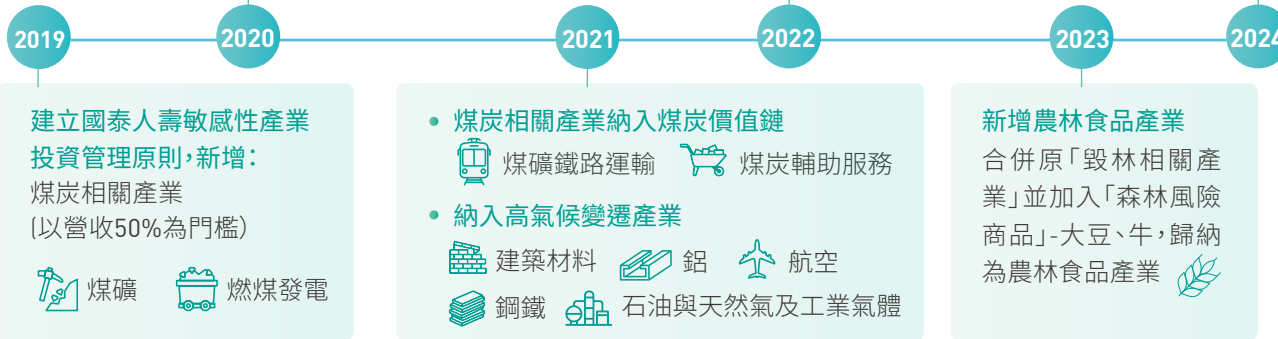 2019
2020
2021
2022
2023
2024
建立國泰人壽敏感性產業
投資管理原則,新增:
煤炭相關產業
(以營收50%為門檻)
煤礦
燃煤發電
• 煤炭相關產業納入煤炭價值鏈
煤礦鐵路運輸
煤炭輔助服務
• 納入高氣候變遷產業
建築材料
鋁
航空
鋼鐵
石油與天然氣及工業氣體
新增農林食品產業
合併原「毀林相關產
業」並加入「森林風險
商品」-大豆、牛,歸納
為農林食品產業